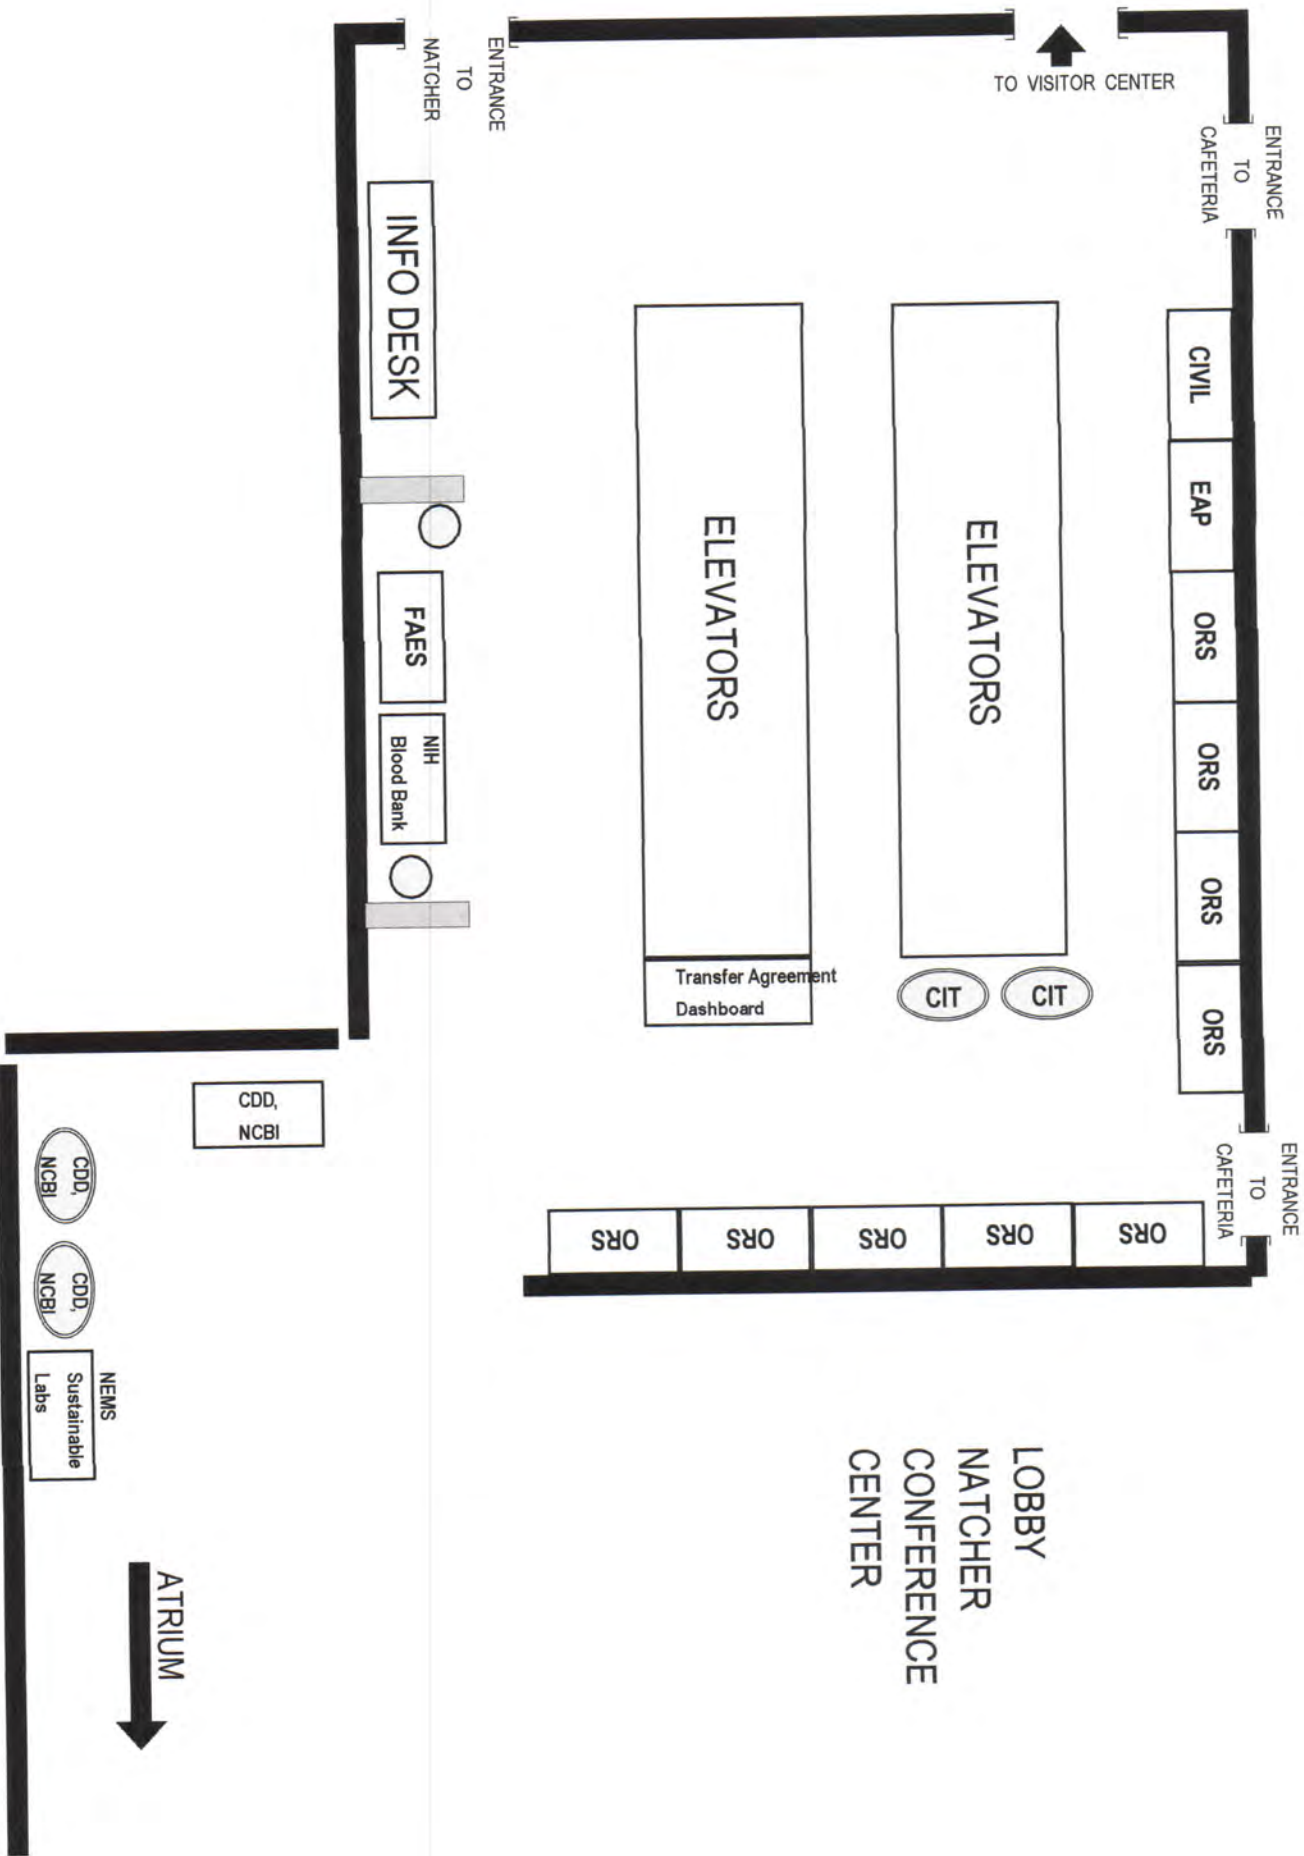 ENTRANCE
TO
NATCHER
TO VISITOR CENTER
ENTRANCE
TO
CAFETERIA
INFO DESK
FAES
NIH
Blood Bank
ELEVATORS
ELEVATORS
Transfer Agreement
Dashboard
CIT
CIT
CIVIL
EAP
ORS
ORS
ORS
ORS
ENTRANCE
TO
CAFETERIA
ORS
ORS
ORS
ORS
ORS
CDD,
NCBI
CDD,
NCBI
CDD,
NCBI
NEMS
Sustainable
Labs
LOBBY
NATCHER
CONFERENCE
CENTER
ATRIUM